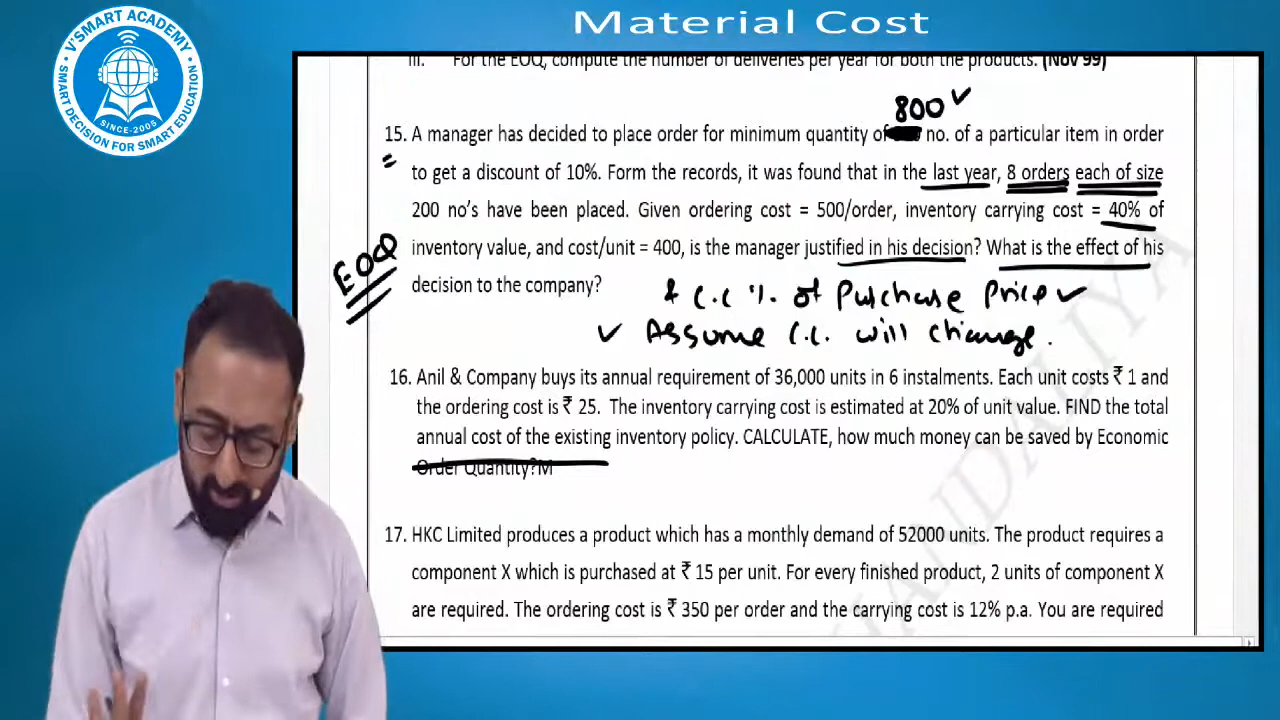 Material Cost
V'SMART ACADEMY
SINCE-2005
SMART DECISION FOR SMART EDUCATION
III. For the EOQ, compute the number of deliveries per year for both the products. (Nov 99)
800 ✓
15. A manager has decided to place order for minimum quantity of no. of a particular item in order
to get a discount of 10%. Form the records, it was found that in the last year, 8 orders each of size
200 no's have been placed. Given ordering cost = 500/order, inventory carrying cost = 40% of
inventory value, and cost/unit = 400, is the manager justified in his decision? What is the effect of his
decision to the company?
EOQ
C.C %. of Purchase Price ✓
✓ Assume C.C. will change.
16. Anil & Company buys its annual requirement of 36,000 units in 6 instalments. Each unit costs ₹ 1 and
the ordering cost is ₹ 25. The inventory carrying cost is estimated at 20% of unit value. FIND the total
annual cost of the existing inventory policy. CALCULATE, how much money can be saved by Economic
Order Quantity?M
17. HKC Limited produces a product which has a monthly demand of 52000 units. The product requires a
component X which is purchased at ₹ 15 per unit. For every finished product, 2 units of component X
are required. The ordering cost is ₹ 350 per order and the carrying cost is 12% p.a. You are required